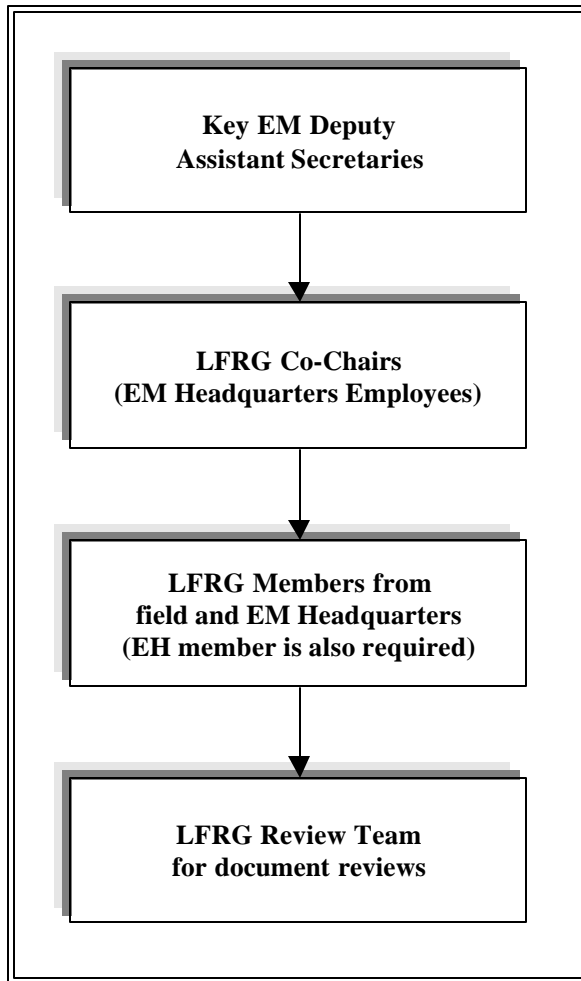 Key EM Deputy
Assistant Secretaries
LFRG Co-Chairs
(EM Headquarters Employees)
LFRG Members from
field and EM Headquarters
(EH member is also required)
LFRG Review Team
for document reviews